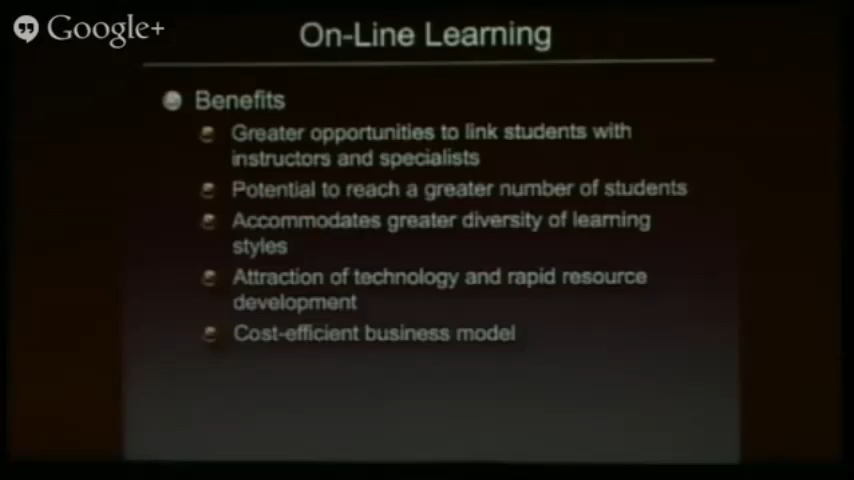 Google+
On-Line Learning
Benefits
Greater opportunities to link students with
instructors and specialists
Potential to reach a greater number of students
Accommodates greater diversity of learning
styles
Attraction of technology and rapid resource
development
Cost-efficient business model